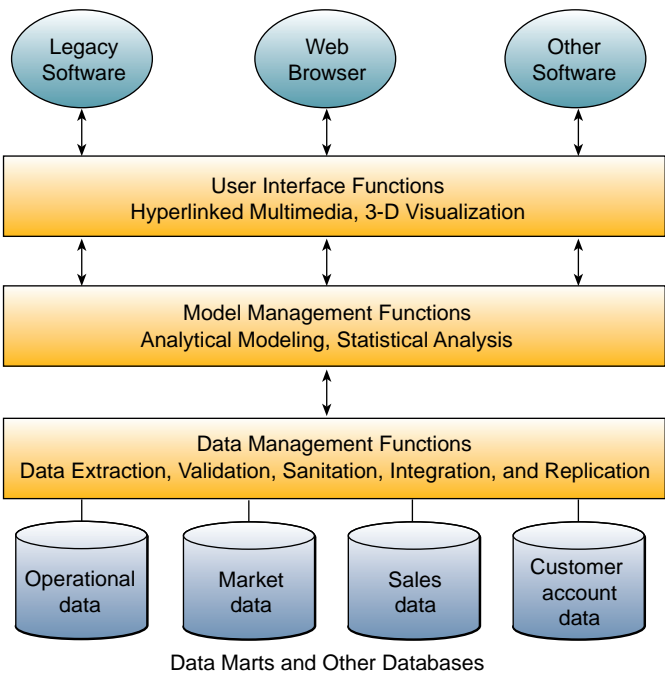 Legacy
Software
Web
Browser
Other
Software
User Interface Functions
Hyperlinked Multimedia, 3-D Visualization
Model Management Functions
Analytical Modeling, Statistical Analysis
Data Management Functions
Data Extraction, Validation, Sanitation, Integration, and Replication
Operational
data
Market
data
Sales
data
Customer
account
data
Data Marts and Other Databases